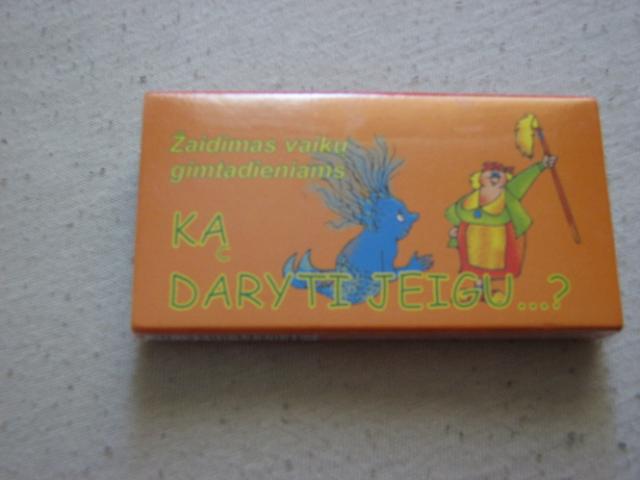 Žaidimas vaikų
gimtadieniams
KĄ
DARYTI JEIGU...?